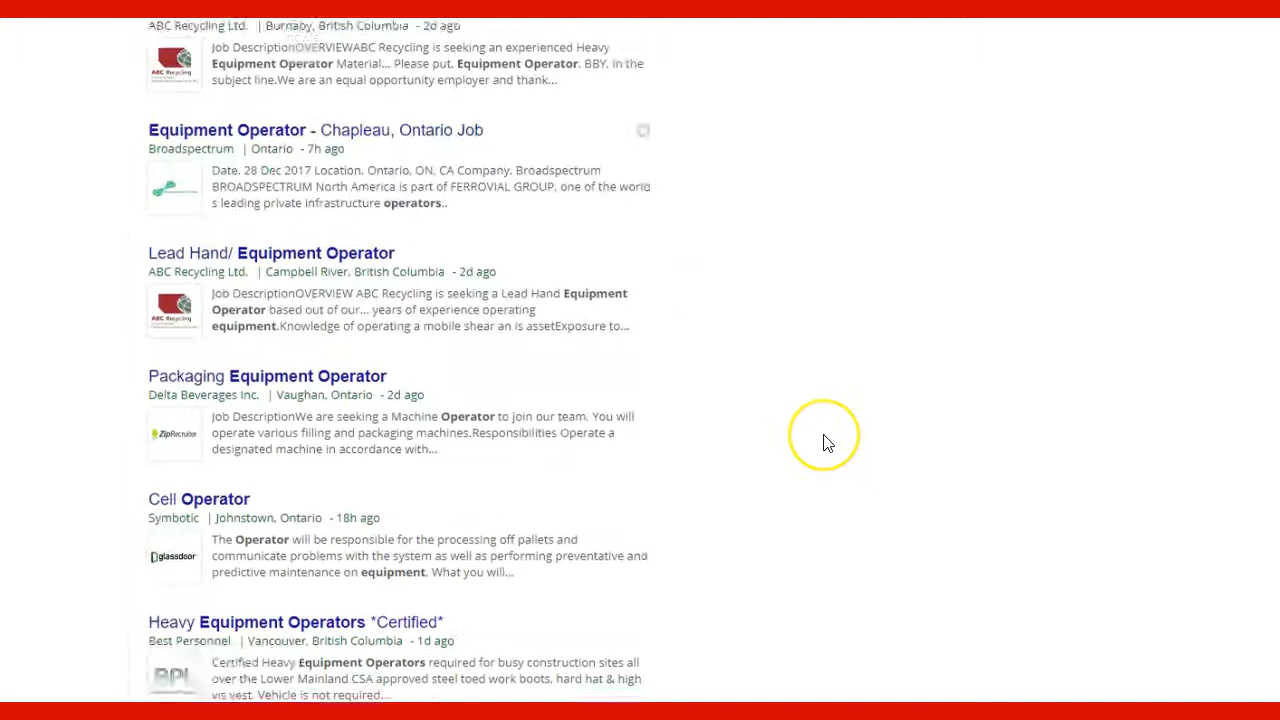 ABC Recycling Ltd. | Burnaby, British Columbia - 2d ago
Job DescriptionOVERVIEWABC Recycling is seeking an experienced Heavy
Equipment Operator Material... Please put. Equipment Operator. BBY. in the
subject line.We are an equal opportunity employer and thank...
ABC Recycling
Equipment Operator - Chapleau, Ontario Job
Broadspectrum | Ontario - 7h ago
Date. 28 Dec 2017 Location. Ontario, ON, CA Company. Broadspectrum
BROADSPECTRUM North America is part of FERROVIAL GROUP, one of the world
s leading private infrastructure operators..
Lead Hand/ Equipment Operator
ABC Recycling Ltd. | Campbell River, British Columbia - 2d ago
Job DescriptionOVERVIEW ABC Recycling is seeking a Lead Hand Equipment
Operator based out of our... years of experience operating
equipment.Knowledge of operating a mobile shear an is assetExposure to...
ABC Recycling
Packaging Equipment Operator
Delta Beverages Inc. | Vaughan, Ontario - 2d ago
Job DescriptionWe are seeking a Machine Operator to join our team. You will
operate various filling and packaging machines.Responsibilities Operate a
designated machine in accordance with...
ZipRecruiter
Cell Operator
Symbotic | Johnstown, Ontario - 18h ago
The Operator will be responsible for the processing off pallets and
communicate problems with the system as well as performing preventative and
predictive maintenance on equipment. What you will...
glassdoor
Heavy Equipment Operators *Certified*
Best Personnel | Vancouver, British Columbia - 1d ago
Certified Heavy Equipment Operators required for busy construction sites all
over the Lower Mainland CSA approved steel toed work boots, hard hat & high
vis vest. Vehicle is not required...
BPI